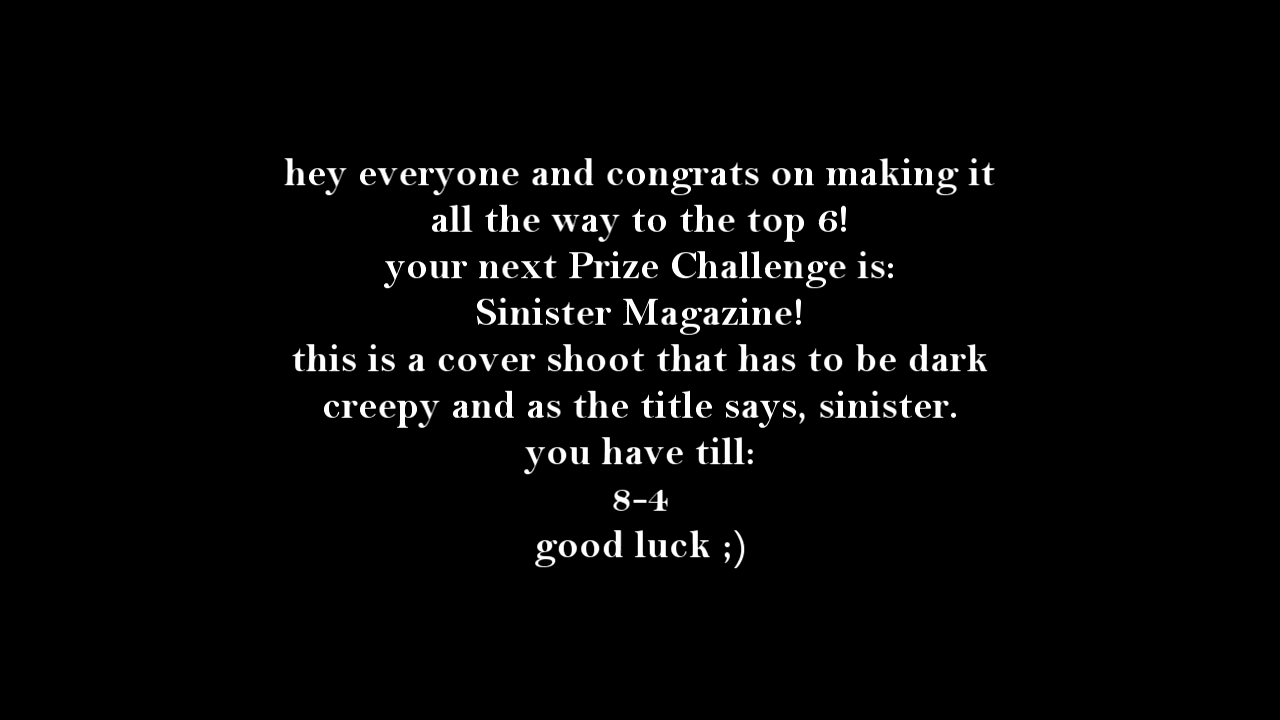 hey everyone and congrats on making it
all the way to the top 6!
your next Prize Challenge is:
Sinister Magazine!
this is a cover shoot that has to be dark
creepy and as the title says, sinister.
you have till:
8-4
good luck ;)